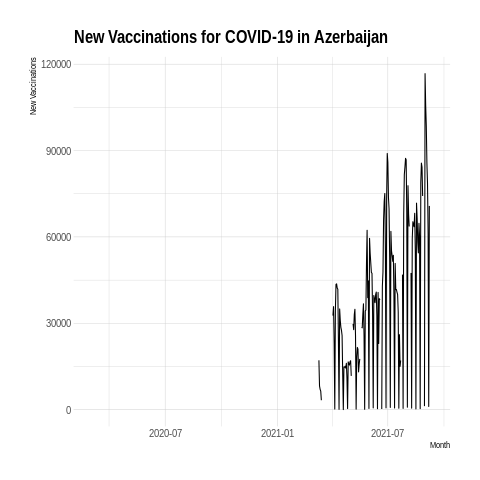 New Vaccinations for COVID-19 in Azerbaijan
New Vaccinations
120000
90000
60000
30000
0
2020-07 2021-01 2021-07
Month